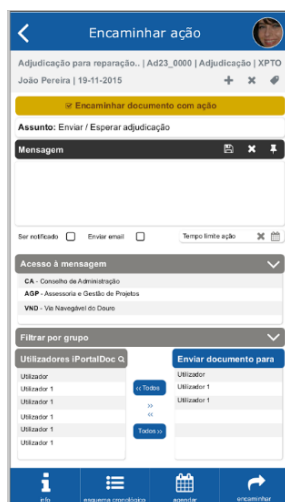 Encaminhar ação
Adjudicação para reparação.. | Ad23_0000 | Adjudicação | XPTO
João Pereira | 19-11-2015
Encaminhar documento com ação
Assunto: Enviar / Esperar adjudicação
Mensagem
Ser notificado Enviar email Tempo limite ação
Acesso à mensagem
CA - Conselho de Administração
AGP - Assessoria e Gestão de Projetos
VND - Via Navegável do Douro
Filtrar por grupo
Utilizadores iPortalDoc Enviar documento para
Utilizador Utilizador
Utilizador 1 << Todos Utilizador 1
Utilizador 1 >> Utilizador 1
Utilizador 1 <<
Utilizador 1 Todos >>
Utilizador 1
info esquema cronológico agendar encaminhar